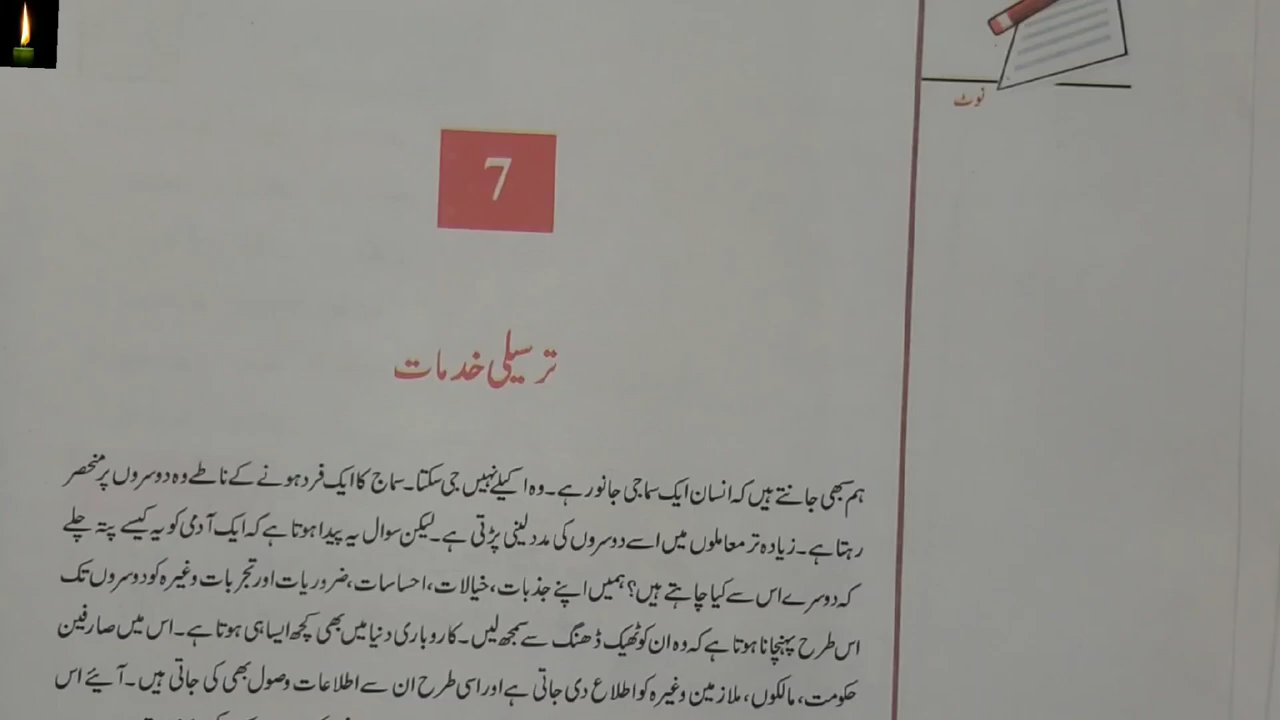 نوٹ
7
ترسیلی خدمات
ہم سبھی جانتے ہیں کہ انسان ایک سماجی جانور ہے۔ وہ اکیلے نہیں جی سکتا۔ سماج کا ایک فرد ہونے کے ناطے وہ دوسروں پر منحصر
رہتا ہے۔ زیادہ تر معاملوں میں اسے دوسروں کی مدد لینی پڑتی ہے۔ لیکن سوال یہ پیدا ہوتا ہے کہ ایک آدمی کو یہ کیسے پتہ چلے
کہ دوسرے اس سے کیا چاہتے ہیں؟ ہمیں اپنے جذبات، خیالات، احساسات، ضروریات اور تجربات وغیرہ کو دوسروں تک
اس طرح پہنچانا ہوتا ہے کہ وہ ان کو ٹھیک ڈھنگ سے سمجھ لیں۔ کاروباری دنیا میں بھی کچھ ایسا ہی ہوتا ہے۔ اس میں صارفین
حکومت، مالکوں، ملازمین وغیرہ کو اطلاع دی جاتی ہے اور اسی طرح ان سے اطلاعات وصول بھی کی جاتی ہیں۔ آیئے اس